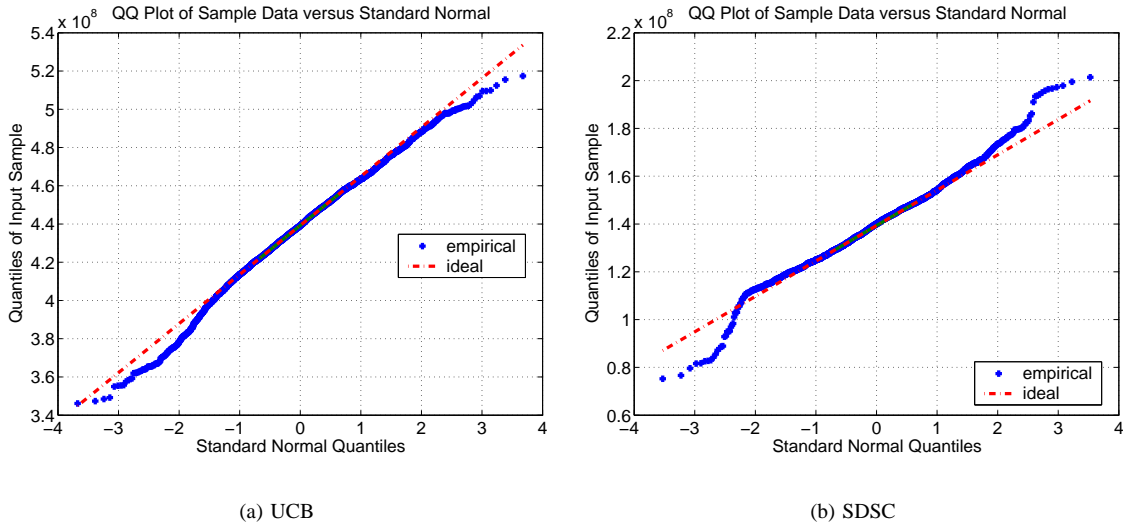 QQ Plot of Sample Data versus Standard Normal
x 10^8
5.4
5.2
5
4.8
4.6
4.4
4.2
4
3.8
3.6
3.4
Quantiles of Input Sample
empirical
ideal
−4 −3 −2 −1 0 1 2 3 4
Standard Normal Quantiles
(a) UCB
QQ Plot of Sample Data versus Standard Normal
x 10^8
2.2
2
1.8
1.6
1.4
1.2
1
0.8
0.6
Quantiles of Input Sample
empirical
ideal
−4 −3 −2 −1 0 1 2 3 4
Standard Normal Quantiles
(b) SDSC